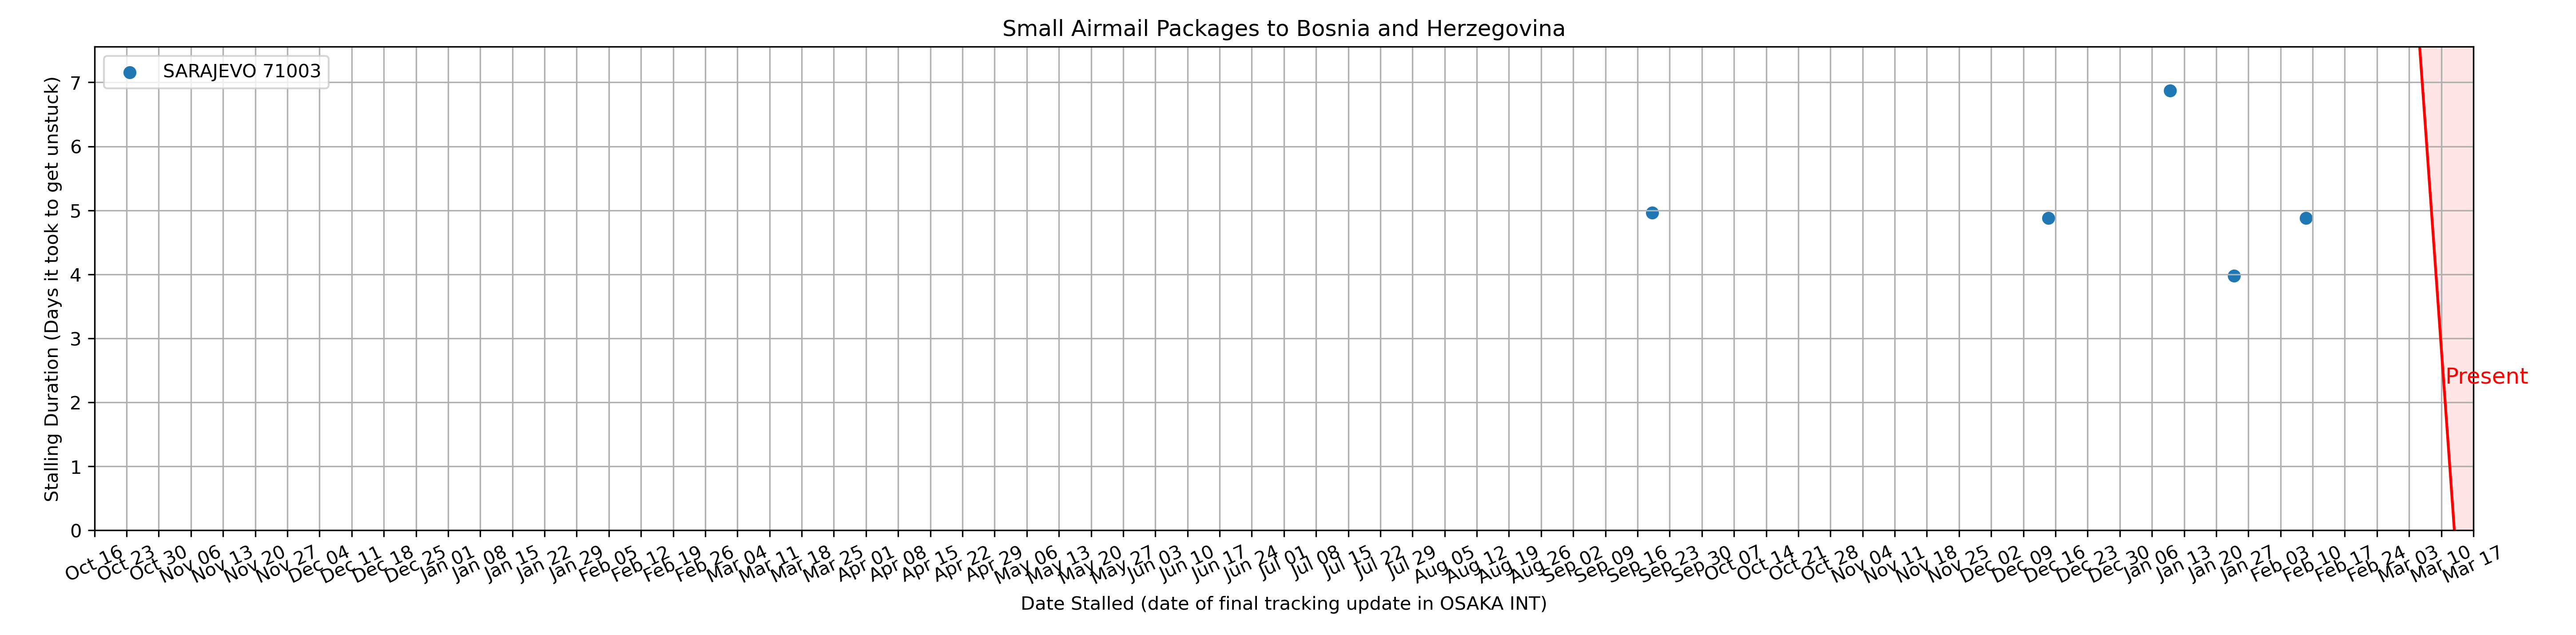 Small Airmail Packages to Bosnia and Herzegovina
SARAJEVO 71003
7
6
5
4
3
2
1
0
Stalling Duration (Days it took to get unstuck)
Present
Oct 16 Oct 23 Oct 30 Nov 06 Nov 13 Nov 20 Nov 27 Dec 04 Dec 11 Dec 18 Dec 25 Jan 01 Jan 08 Jan 15 Jan 22 Jan 29 Feb 05 Feb 12 Feb 19 Feb 26 Mar 04 Mar 11 Mar 18 Mar 25 Apr 01 Apr 08 Apr 15 Apr 22 Apr 29 May 06 May 13 May 20 May 27 Jun 03 Jun 10 Jun 17 Jun 24 Jul 01 Jul 08 Jul 15 Jul 22 Jul 29 Aug 05 Aug 12 Aug 19 Aug 26 Sep 02 Sep 09 Sep 16 Sep 23 Sep 30 Oct 07 Oct 14 Oct 21 Oct 28 Nov 04 Nov 11 Nov 18 Nov 25 Dec 02 Dec 09 Dec 16 Dec 23 Dec 30 Jan 06 Jan 13 Jan 20 Jan 27 Feb 03 Feb 10 Feb 17 Feb 24 Mar 03 Mar 10 Mar 17
Date Stalled (date of final tracking update in OSAKA INT)